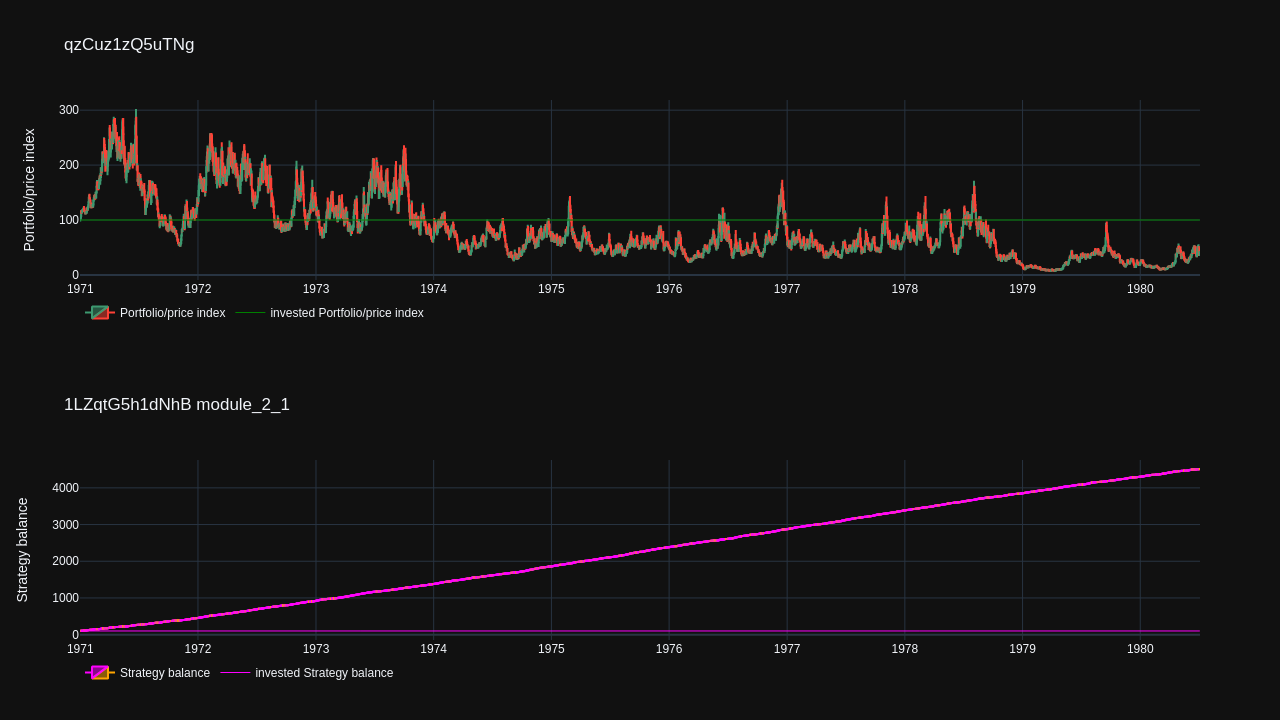 qzCuz1zQ5uTNg
Portfolio/price index
300
200
100
0
1971 1972 1973 1974 1975 1976 1977 1978 1979 1980
Portfolio/price index invested Portfolio/price index
1LZqtG5h1dNhB module_2_1
Strategy balance
4000
3000
2000
1000
0
1971 1972 1973 1974 1975 1976 1977 1978 1979 1980
Strategy balance invested Strategy balance